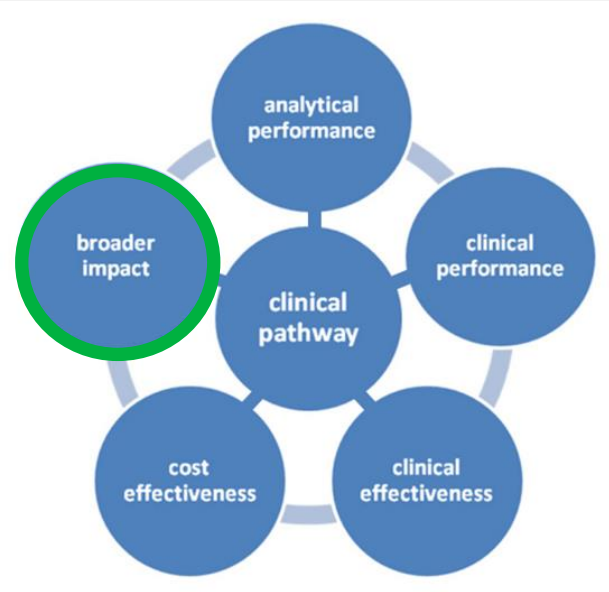 analytical
performance
clinical
performance
clinical
effectiveness
cost
effectiveness
broader
impact
clinical
pathway